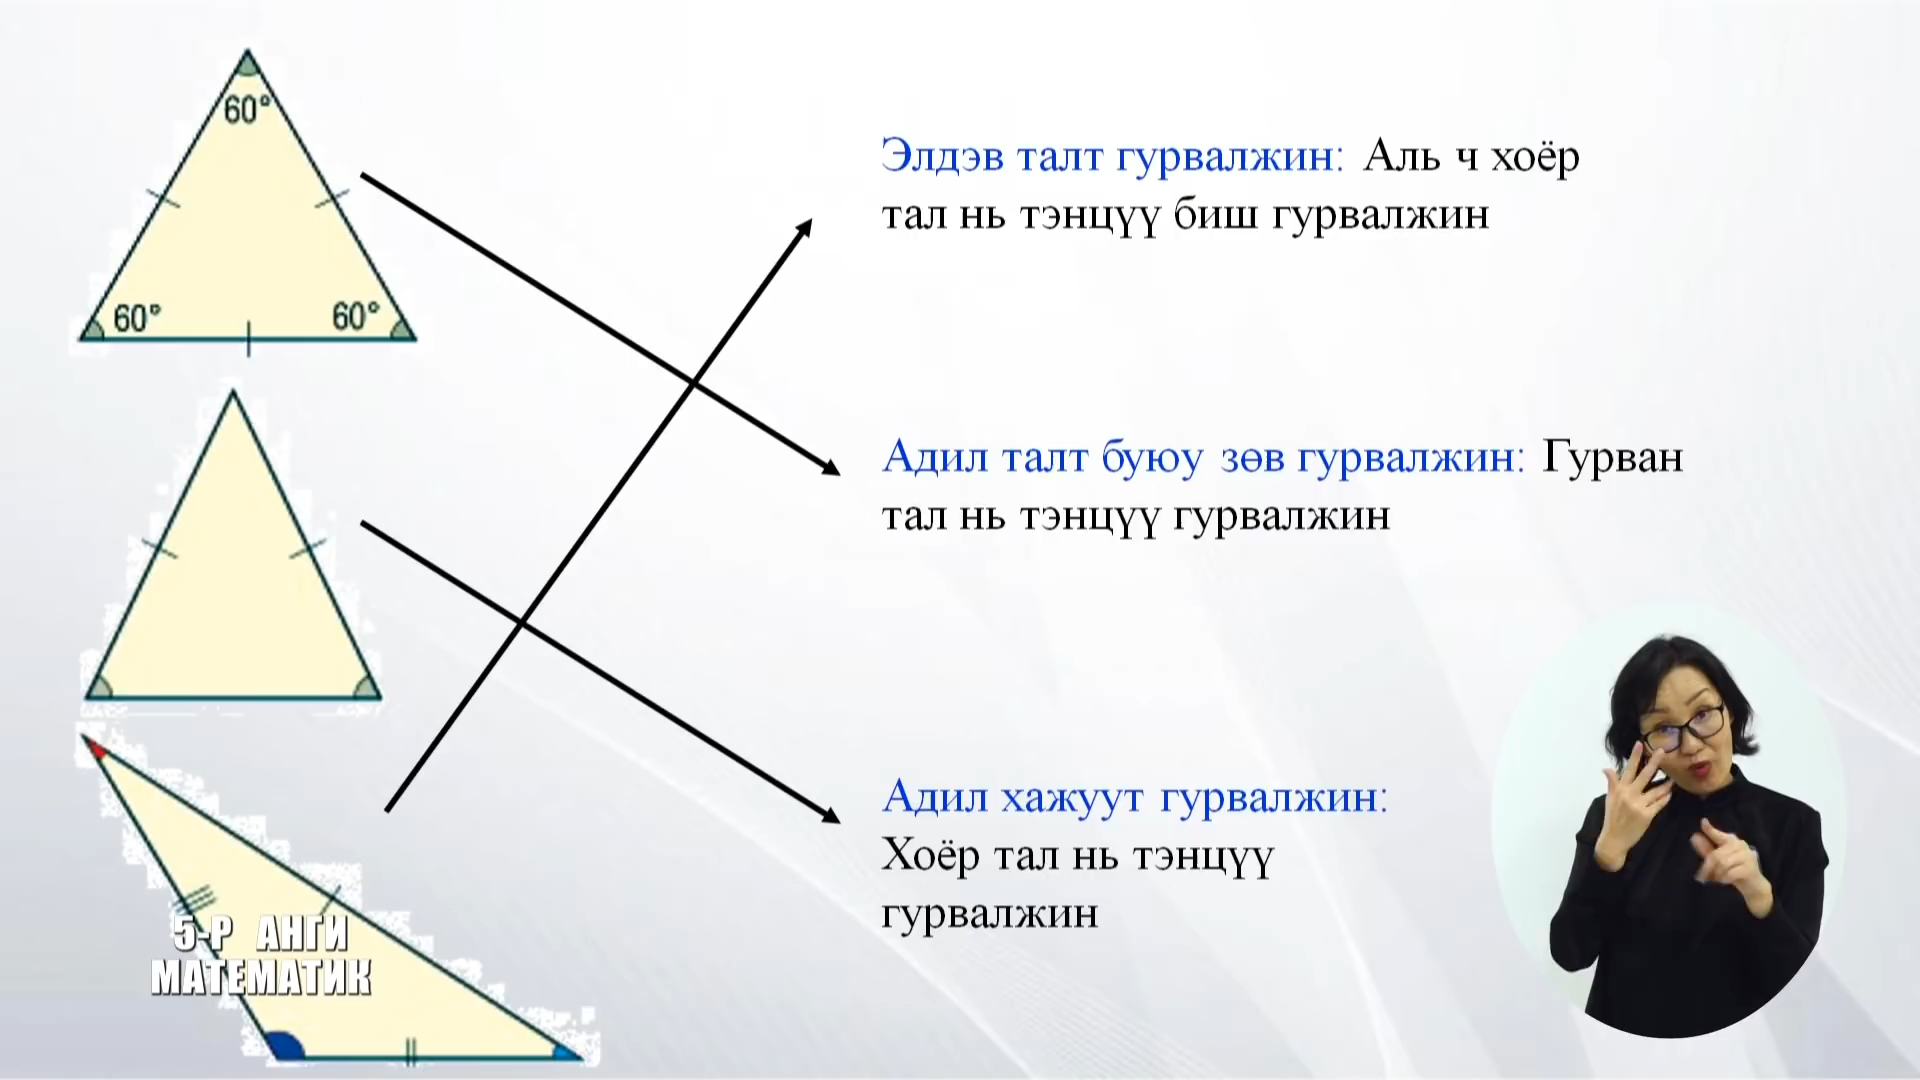 60°
60°
60°
Элдэв талт гурвалжин: Аль ч хоёр
тал нь тэнцүү биш гурвалжин
Адил талт буюу зөв гурвалжин: Гурван
тал нь тэнцүү гурвалжин
Адил хажуут гурвалжин:
Хоёр тал нь тэнцүү
гурвалжин
5-Р АНГИ
МАТЕМАТИК